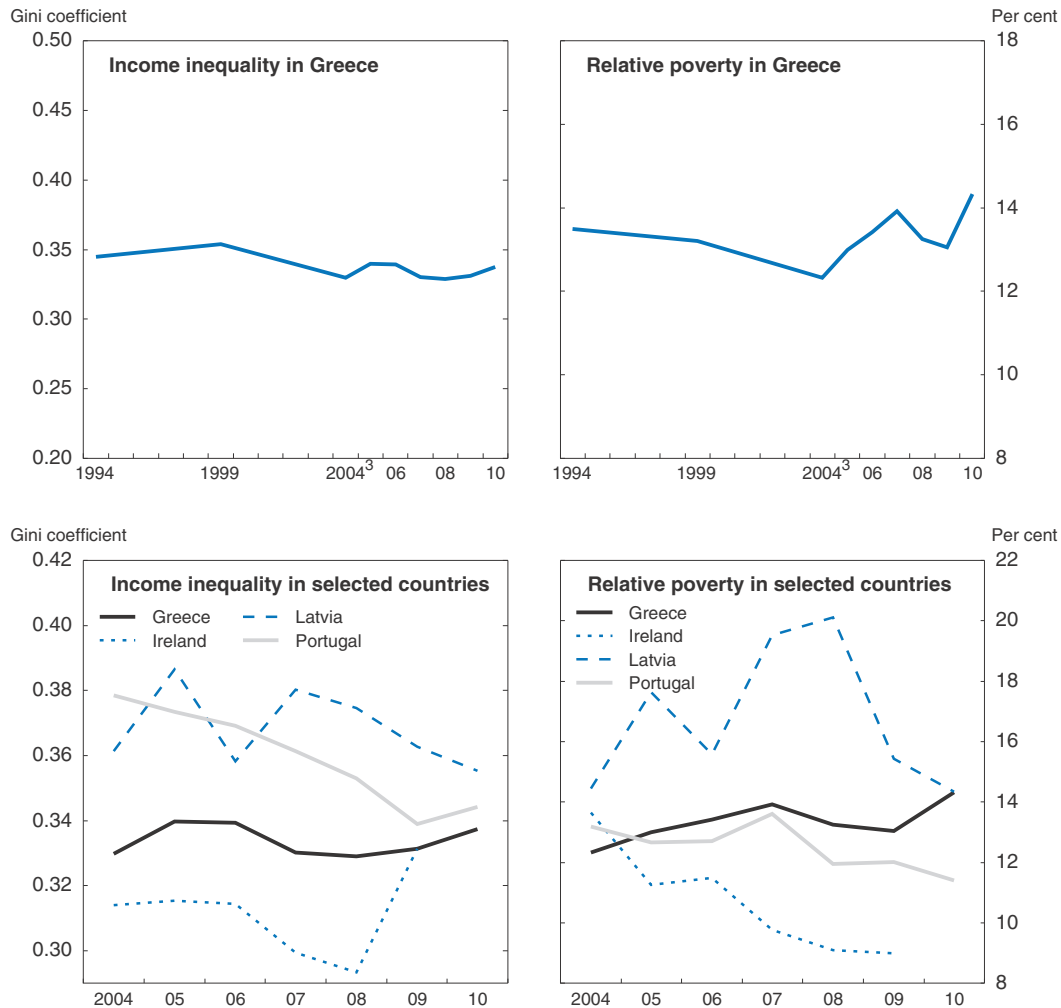 Gini coefficient
Per cent
Income inequality in Greece
0.50
0.45
0.40
0.35
0.30
0.25
0.20
1994 1999 2004³ 06 08 10
Relative poverty in Greece
18
16
14
12
10
8
1994 1999 2004³ 06 08 10
Gini coefficient
Per cent
Income inequality in selected countries
Greece Latvia
Ireland Portugal
0.42
0.40
0.38
0.36
0.34
0.32
0.30
2004 05 06 07 08 09 10
Relative poverty in selected countries
Greece
Ireland
Latvia
Portugal
22
20
18
16
14
12
10
8
2004 05 06 07 08 09 10